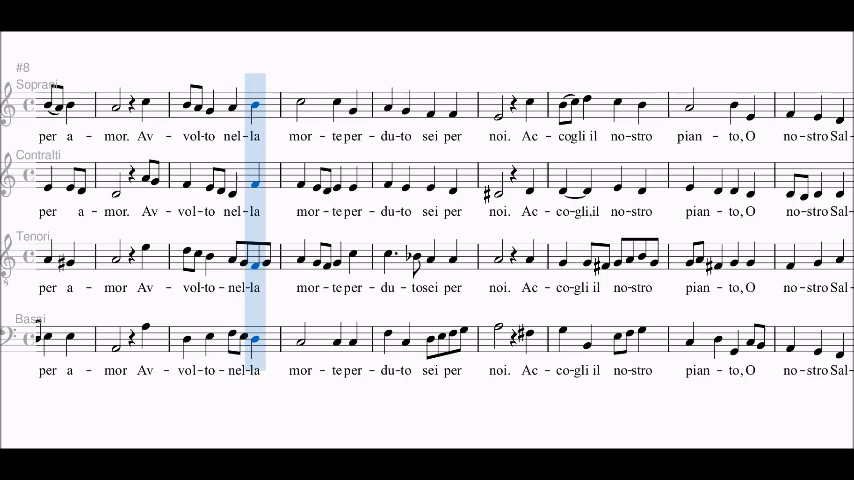 #8
Soprani
per a - mor. Av - vol - to nel - la mor - te per - du - to sei per noi. Ac - cogli il no - stro pian - to, O no - stro Sal -
Contralti
per a - mor. Av - vol - to nel - la mor - te per - du - to sei per noi. Ac - co - gli, il no - stro pian - to, O no - stro Sal -
Tenori
per a - mor Av - vol - to - nel - la mor - te per - du - to sei per noi. Ac - co - gli il no - stro pian - to, O no - stro Sal -
Bassi
per a - mor Av - vol - to - nel - la mor - te per - du - to sei per noi. Ac - co - gli il no - stro pian - to, O no - stro Sal -